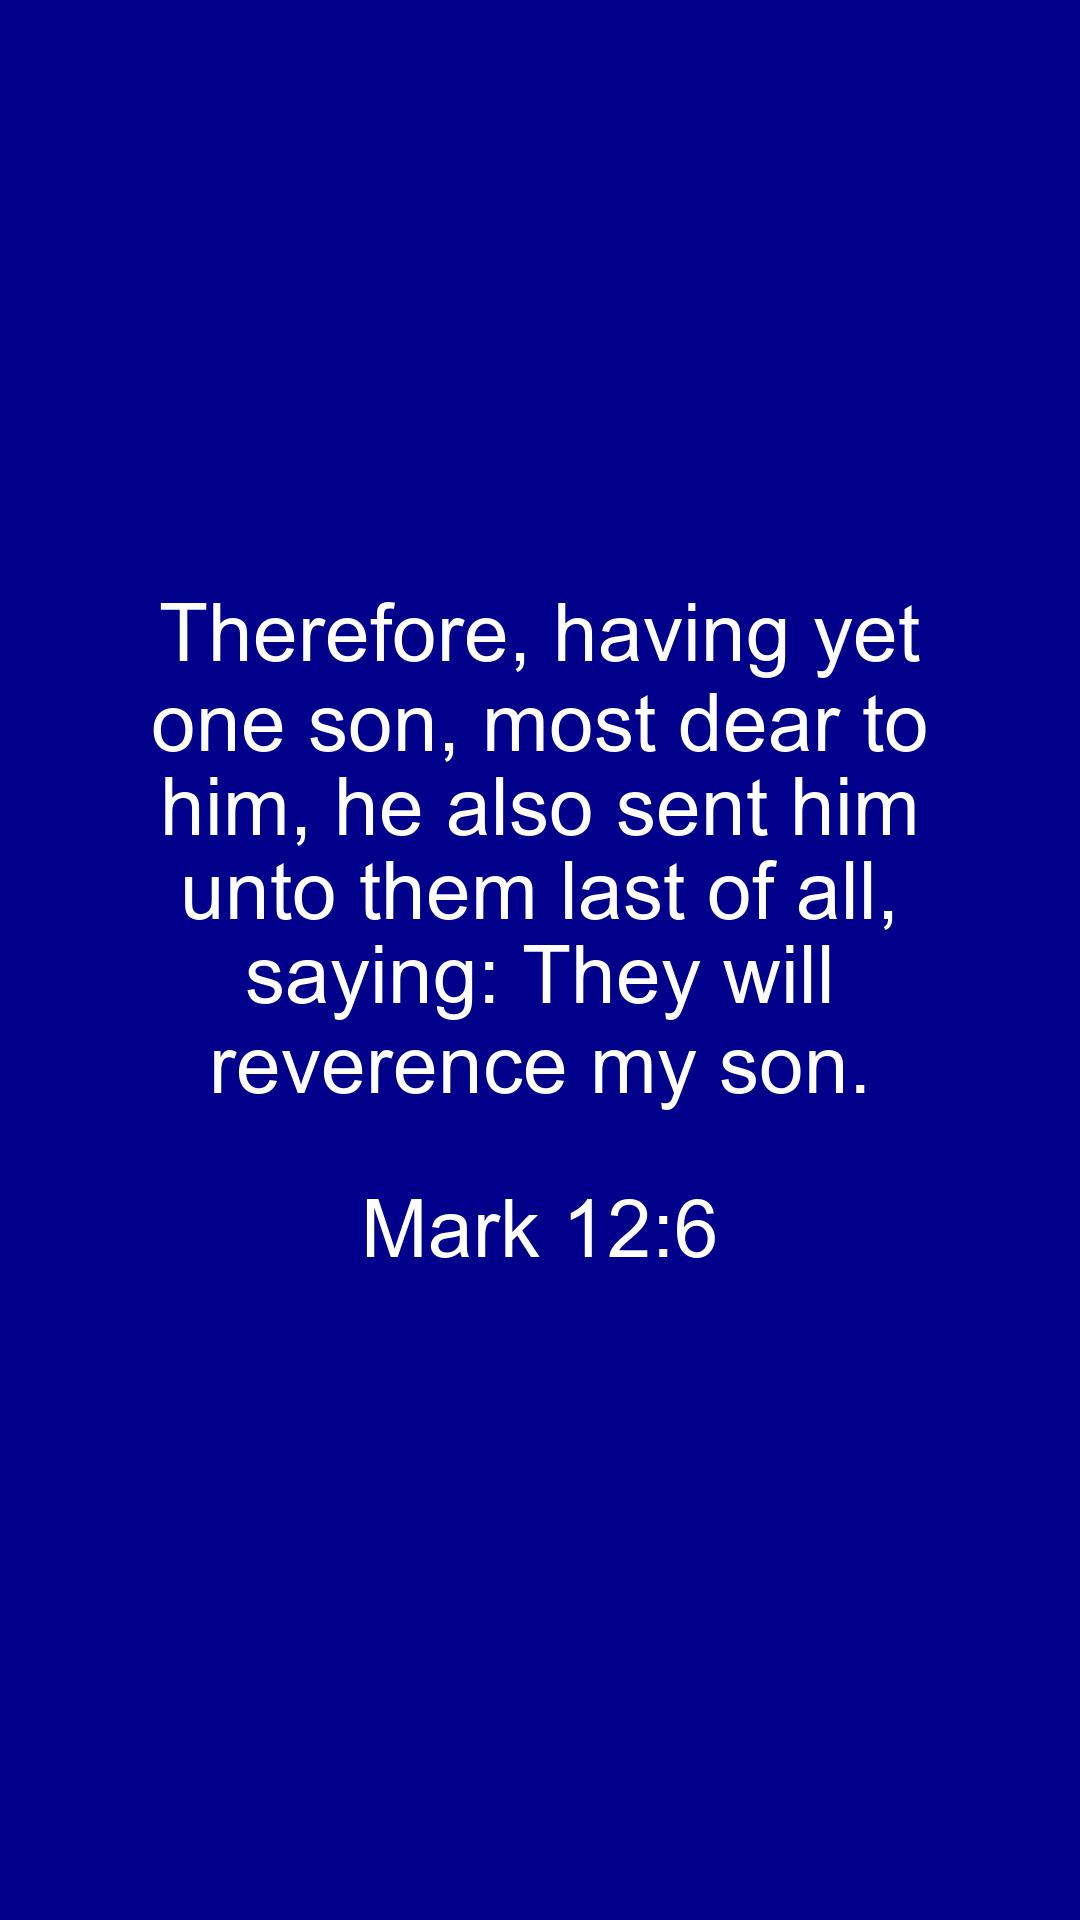 Therefore, having yet
one son, most dear to
him, he also sent him
unto them last of all,
saying: They will
reverence my son.
Mark 12:6